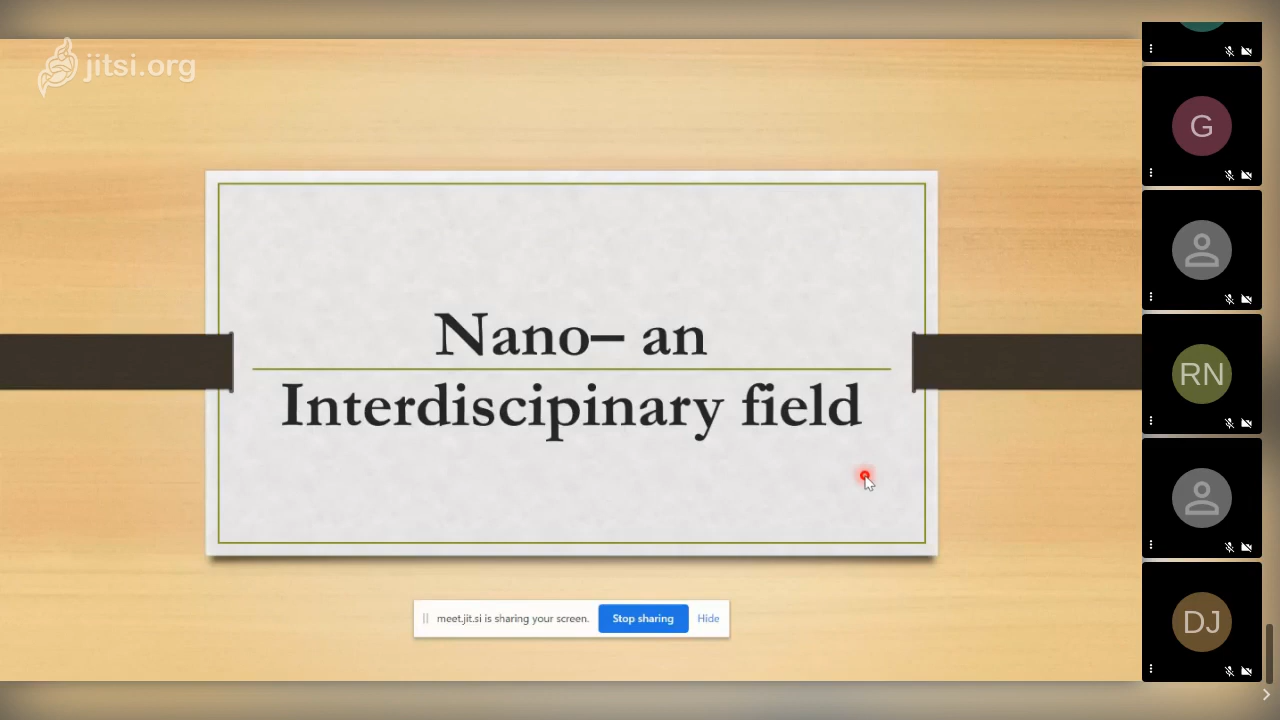 jitsi.org
G
Nano– an
Interdiscipinary field
RN
meet.jit.si is sharing your screen. Stop sharing Hide
DJ